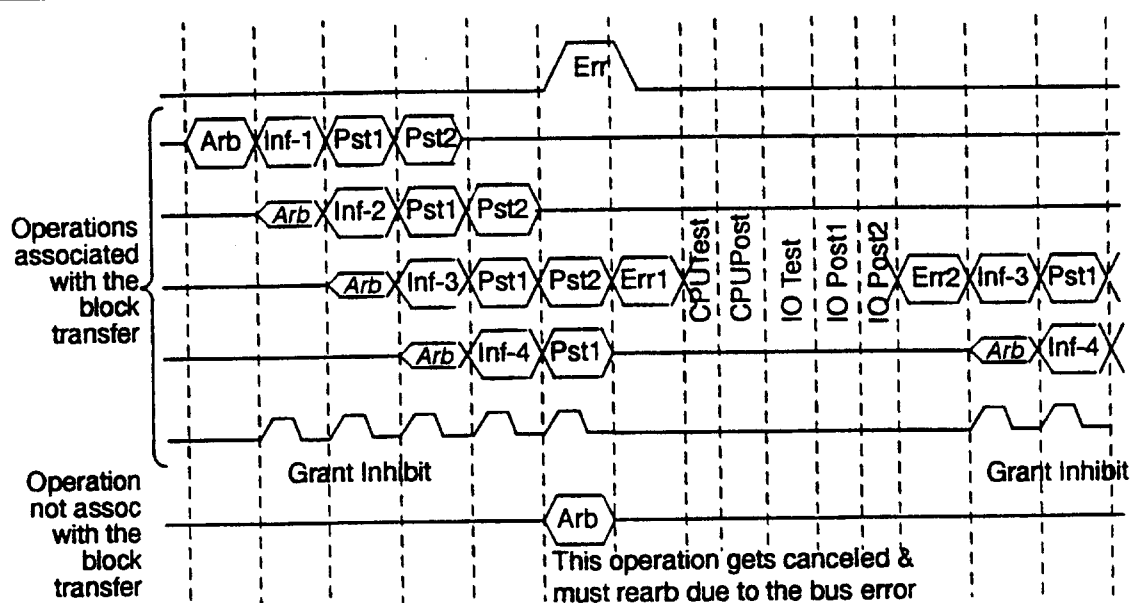 Err
Arb Inf-1 Pst1 Pst2
Arb Inf-2 Pst1 Pst2
Operations
associated
with the
block
transfer
Arb Inf-3 Pst1 Pst2 Err1 CPUTest CPUPost IO Test IO Post1 IO Post2 Err2 Inf-3 Pst1
Arb Inf-4 Pst1 Arb Inf-4
Grant Inhibit Grant Inhibit
Operation
not assoc
with the
block
transfer
Arb
This operation gets canceled &
must rearb due to the bus error